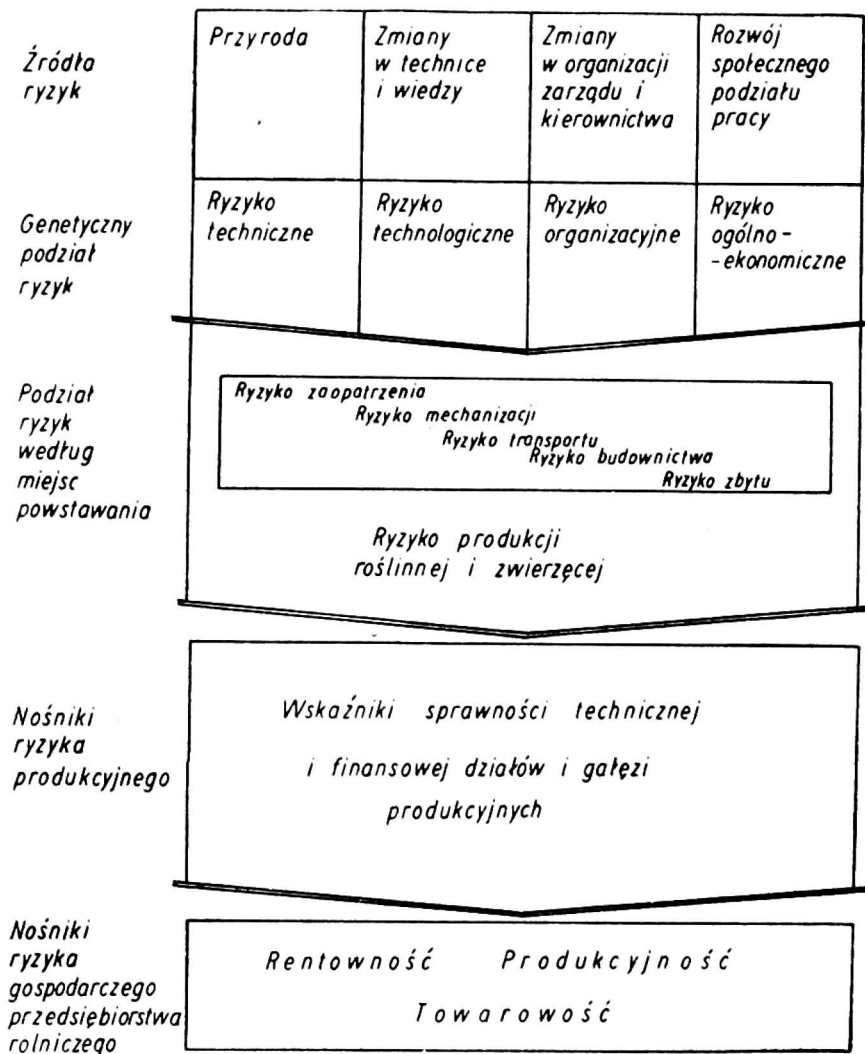 Źródła
ryzyk
Przyroda
Zmiany
w technice
i wiedzy
Zmiany
w organizacji
zarządu i
kierownictwa
Rozwój
społecznego
podziału
pracy
Genetyczny
podział
ryzyk
Ryzyko
techniczne
Ryzyko
technologiczne
Ryzyko
organizacyjne
Ryzyko
ogólno-
-ekonomiczne
Podział
ryzyk
według
miejsc
powstawania
Ryzyko zaopatrzenia
Ryzyko mechanizacji
Ryzyko transportu
Ryzyko budownictwa
Ryzyko zbytu
Ryzyko produkcji
roślinnej i zwierzęcej
Nośniki
ryzyka
produkcyjnego
Wskaźniki sprawności technicznej
i finansowej działów i gałęzi
produkcyjnych
Nośniki
ryzyka
gospodarczego
przedsiębiorstwa
rolniczego
Rentowność Produkcyjność
Towarowość